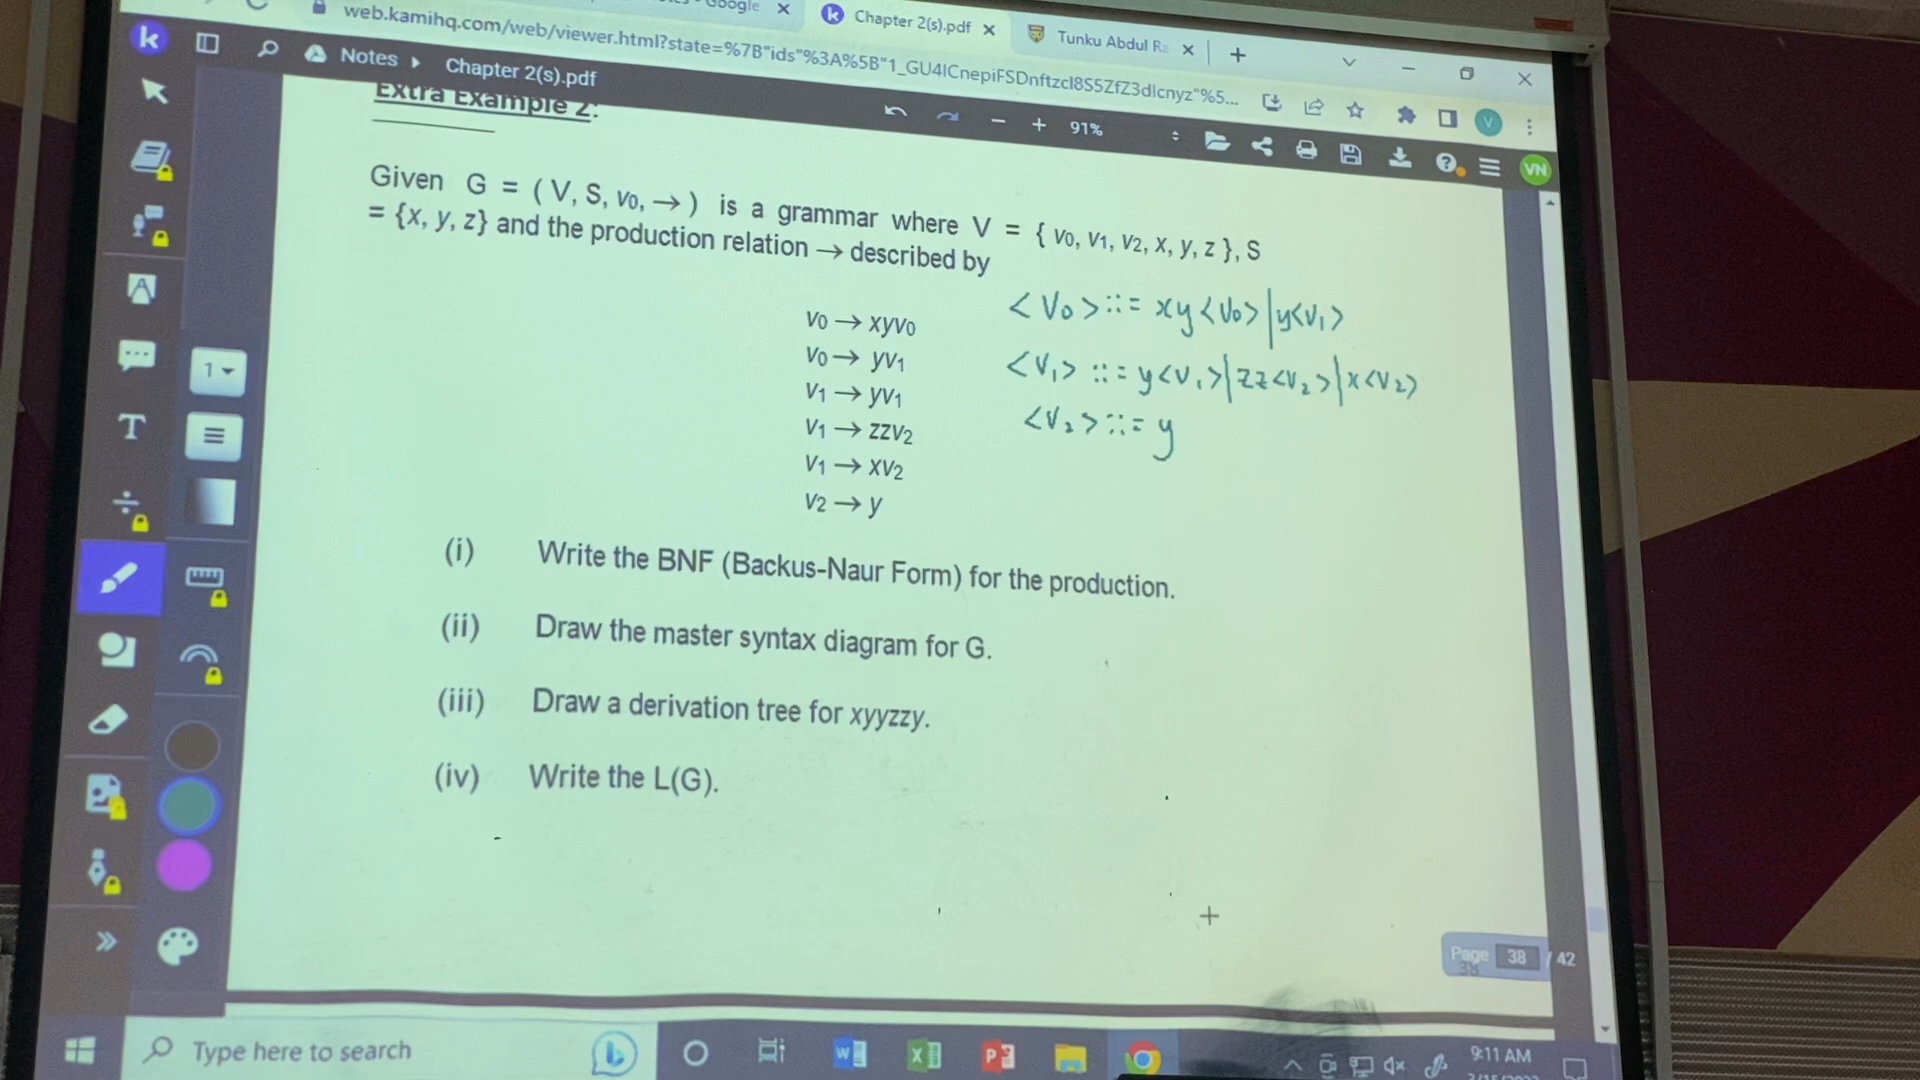 Google
Chapter 2(s).pdf
Tunku Abdul Ra
web.kamihq.com/web/viewer.html?state=%7B"ids"%3A%5B"1_GU4ICnepiFSDnftzcI8S5ZfZ3dIcnyz"%5...
Notes
Chapter 2(s).pdf
91%
V
VN
Extra Example 2:
Given G = ( V, S, v0, → ) is a grammar where V = { v0, v1, v2, x, y, z }, S
= {x, y, z} and the production relation → described by
v0 → xyv0
v0 → yv1
v1 → yv1
v1 → zzv2
v1 → xv2
v2 → y
<v0> ::= xy<v0>|y<v1>
<v1> ::= y<v1>|zz<v2>|x<v2>
<v2> ::= y
(i) Write the BNF (Backus-Naur Form) for the production.
(ii) Draw the master syntax diagram for G.
(iii) Draw a derivation tree for xyyzzy.
(iv) Write the L(G).
1
T
Page 38 / 42
Type here to search
9:11 AM